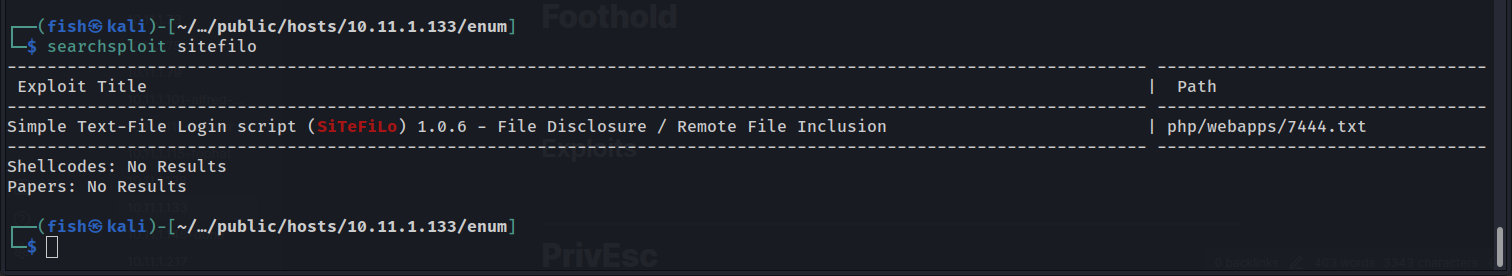 Foothold
┌──(fish㉿kali)-[~/…/public/hosts/10.11.1.133/enum]
└─$ searchsploit sitefilo
------------------------------------------------------------------------------------------------------------------- ---------------------------------
 Exploit Title                                                                                                     |  Path
------------------------------------------------------------------------------------------------------------------- ---------------------------------
Simple Text-File Login script (SiTeFiLo) 1.0.6 - File Disclosure / Remote File Inclusion                           | php/webapps/7444.txt
------------------------------------------------------------------------------------------------------------------- ---------------------------------
Exploits
Shellcodes: No Results
Papers: No Results
┌──(fish㉿kali)-[~/…/public/hosts/10.11.1.133/enum]
└─$
PrivEsc